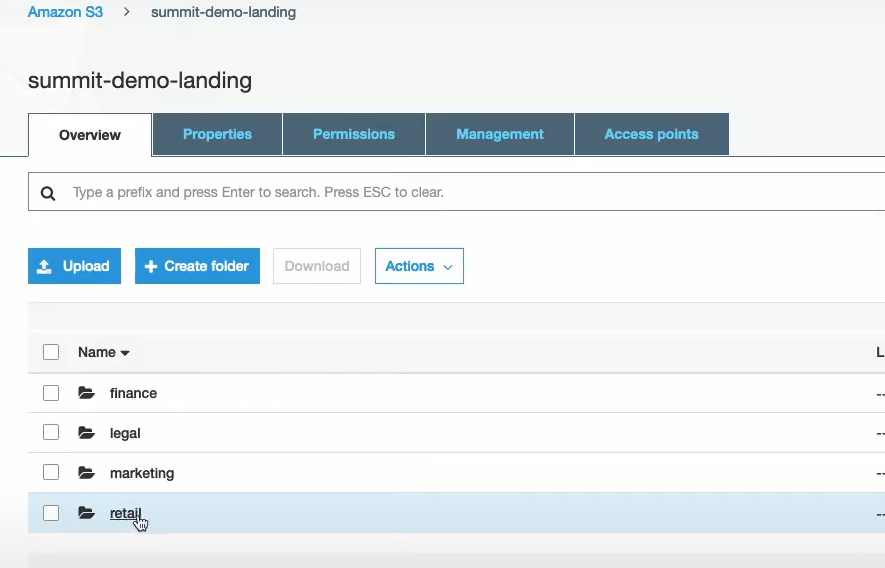 Amazon S3 > summit-demo-landing
summit-demo-landing
Overview Properties Permissions Management Access points
Type a prefix and press Enter to search. Press ESC to clear.
Upload + Create folder Download Actions
Name L
finance --
legal --
marketing --
retail --